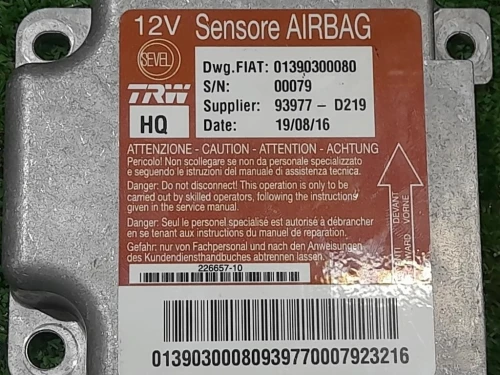 12V Sensore AIRBAG
SEVEL
Dwg.FIAT: 01390300080
S/N: 00079
TRW
Supplier: 93977 - D219
HQ
Date: 19/08/16
ATTENZIONE - CAUTION - ATTENTION - ACHTUNG
Pericolo! Non scollegare se non da personale specializzato
e seguendo le istruzioni del manuale di assistenza tecnica.
Danger: Do not disconnect! This operation is only to be
carried out by skilled operators, following the instructions
given in the service manual.
Danger: Seul le personel spécialisé est autorisé à débrancher
en se tenant aux instructions du manuel de reparation.
Gefahr: nur von Fachpersonal und nach den Anweisungen
des Kundendiensthandbuches abtrennen lassen.
DEVANT
VORNE
226657-10
01390300080939770007923216